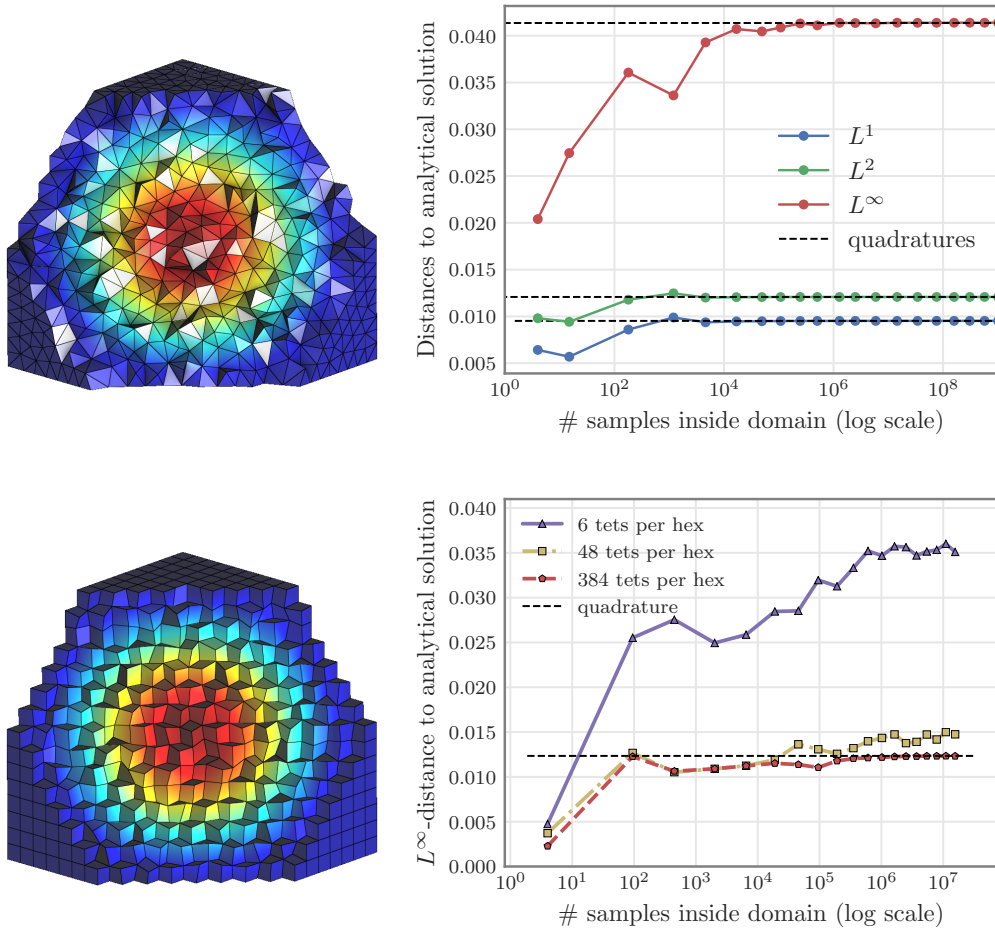 Distances to analytical solution
0.040
0.035
0.030
0.025
0.020
0.015
0.010
0.005
L¹
L²
L∞
quadratures
10⁰
10²
10⁴
10⁶
10⁸
# samples inside domain (log scale)
L∞-distance to analytical solution
0.040
0.035
0.030
0.025
0.020
0.015
0.010
0.005
0.000
6 tets per hex
48 tets per hex
384 tets per hex
quadrature
10⁰
10¹
10²
10³
10⁴
10⁵
10⁶
10⁷
# samples inside domain (log scale)